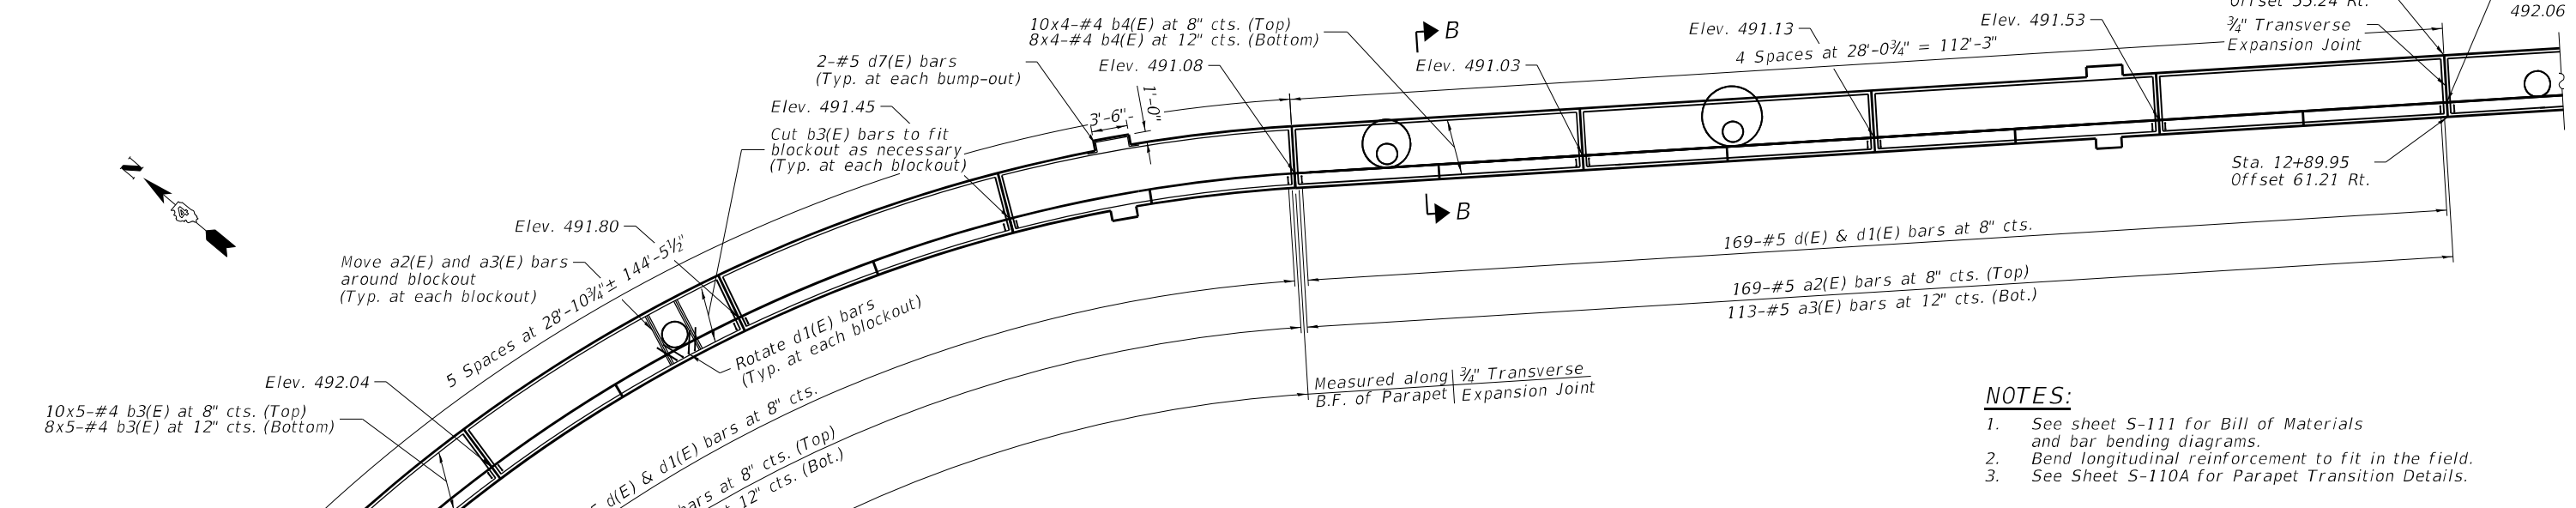 10x4-#4 b4(E) at 8" cts. (Top)
8x4-#4 b4(E) at 12" cts. (Bottom)
B
Elev. 491.13
Elev. 491.53
Offset 55.24 Rt.
¾" Transverse
Expansion Joint
492.06
2-#5 d7(E) bars
(Typ. at each bump-out)
Elev. 491.08
Elev. 491.03
4 Spaces at 28'-0¾" = 112'-3"
3'-6"
1'-0"
Elev. 491.45
Cut b3(E) bars to fit
blockout as necessary
(Typ. at each blockout)
N
Sta. 12+89.95
Offset 61.21 Rt.
B
Elev. 491.80
Move a2(E) and a3(E) bars
around blockout
(Typ. at each blockout)
5 Spaces at 28'-10¾"± 144'-5½"
169-#5 d(E) & d1(E) bars at 8" cts.
169-#5 a2(E) bars at 8" cts. (Top)
113-#5 a3(E) bars at 12" cts. (Bot.)
Rotate d1(E) bars
(Typ. at each blockout)
Elev. 492.04
10x5-#4 b3(E) at 8" cts. (Top)
8x5-#4 b3(E) at 12" cts. (Bottom)
Measured along
B.F. of Parapet
¾" Transverse
Expansion Joint
d(E) & d1(E) bars at 8" cts.
bars at 8" cts. (Top)
12" cts. (Bot.)
NOTES:
1. See sheet S-111 for Bill of Materials
and bar bending diagrams.
2. Bend longitudinal reinforcement to fit in the field.
3. See Sheet S-110A for Parapet Transition Details.